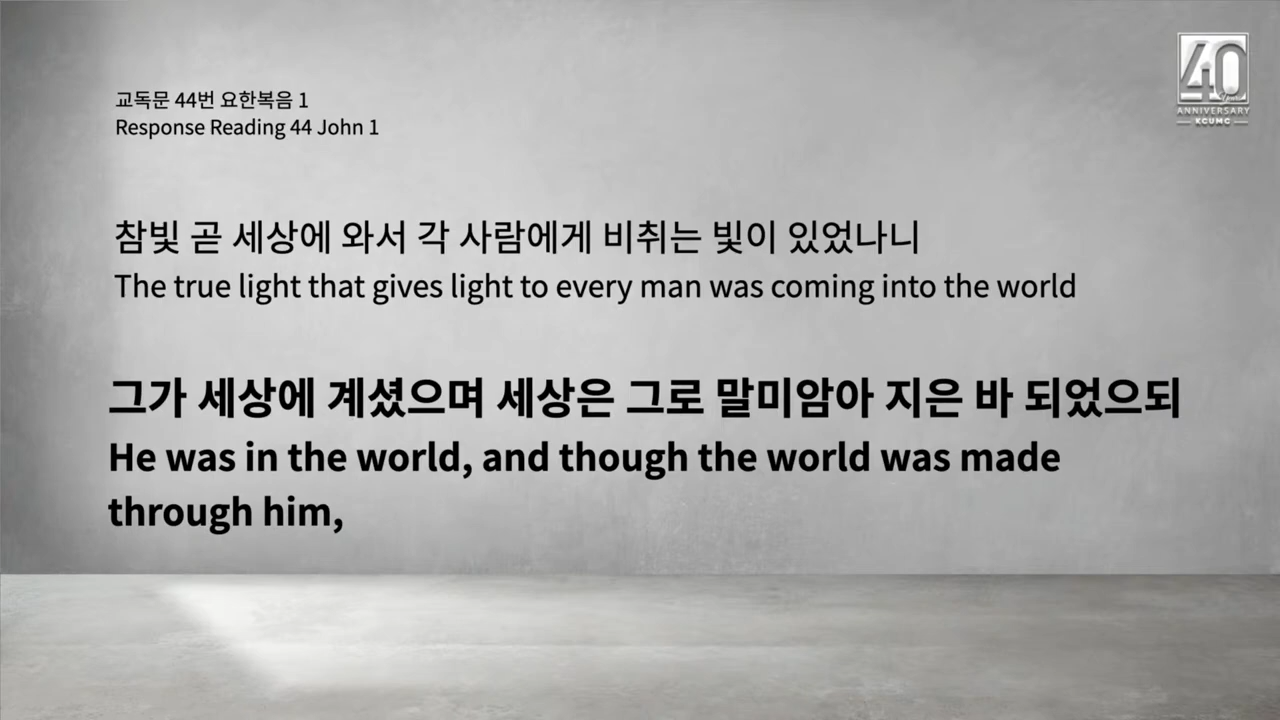 교독문 44번 요한복음 1
Response Reading 44 John 1
40
Years
ANNIVERSARY
KCUMC
참빛 곧 세상에 와서 각 사람에게 비취는 빛이 있었나니
The true light that gives light to every man was coming into the world
그가 세상에 계셨으며 세상은 그로 말미암아 지은 바 되었으되
He was in the world, and though the world was made
through him,